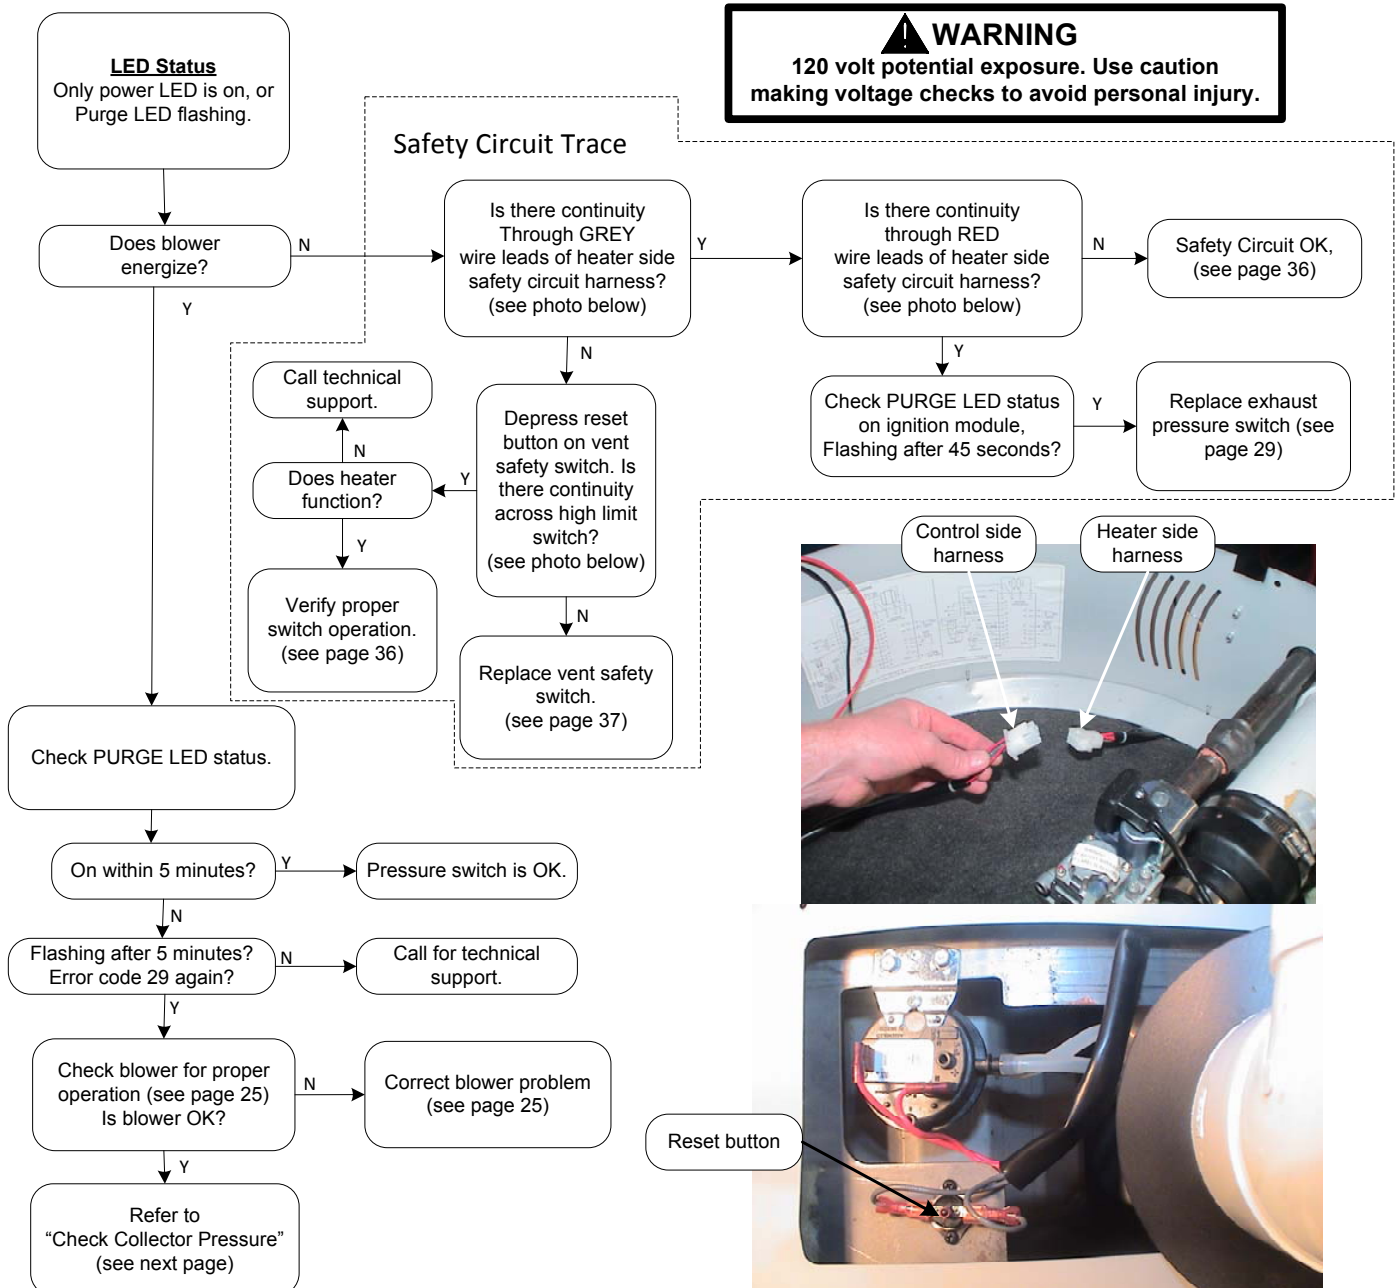 LED Status
Only power LED is on, or
Purge LED flashing.
WARNING
120 volt potential exposure. Use caution
making voltage checks to avoid personal injury.
Safety Circuit Trace
Does blower
energize?
N
Y
Is there continuity
Through GREY
wire leads of heater side
safety circuit harness?
(see photo below)
Y
N
Is there continuity
through RED
wire leads of heater side
safety circuit harness?
(see photo below)
N
Y
Safety Circuit OK,
(see page 36)
Call technical
support.
N
Does heater
function?
Y
Y
Depress reset
button on vent
safety switch. Is
there continuity
across high limit
switch?
(see photo below)
N
Check PURGE LED status
on ignition module,
Flashing after 45 seconds?
Y
Replace exhaust
pressure switch (see
page 29)
Verify proper
switch operation.
(see page 36)
Replace vent safety
switch.
(see page 37)
Control side
harness
Heater side
harness
Check PURGE LED status.
On within 5 minutes?
Y
Pressure switch is OK.
N
Flashing after 5 minutes?
Error code 29 again?
N
Call for technical
support.
Y
Check blower for proper
operation (see page 25)
Is blower OK?
N
Correct blower problem
(see page 25)
Y
Reset button
Refer to
“Check Collector Pressure”
(see next page)